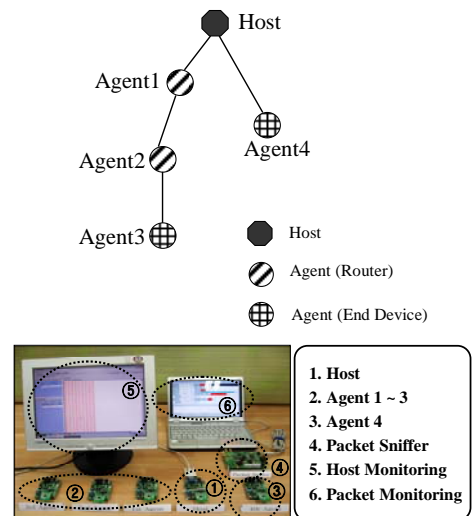 Host
Agent1
Agent4
Agent2
Agent3
Host
Agent (Router)
Agent (End Device)
⑤
⑥
④
②
①
③
1. Host
2. Agent 1 ~ 3
3. Agent 4
4. Packet Sniffer
5. Host Monitoring
6. Packet Monitoring